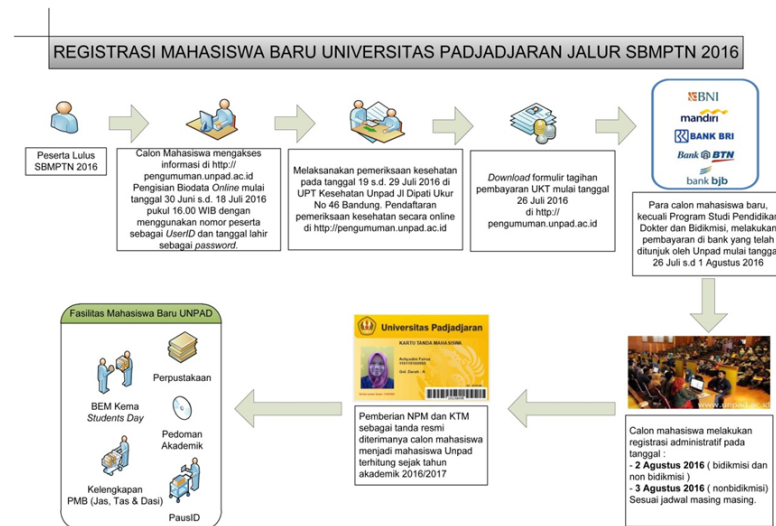 REGISTRASI MAHASISWA BARU UNIVERSITAS PADJADJARAN JALUR SBMPTN 2016
Peserta Lulus
SBMPTN 2016
Calon Mahasiswa mengakses
informasi di http://
pengumuman.unpad.ac.id
Pengisian Biodata Online mulai
tanggal 30 Juni s.d. 18 Juli 2016
pukul 16.00 WIB dengan
menggunakan nomor peserta
sebagai UserID dan tanggal lahir
sebagai password.
Melaksanakan pemeriksaan kesehatan
pada tanggal 19 s.d. 29 Juli 2016 di
UPT Kesehatan Unpad Jl Dipati Ukur
No 46 Bandung. Pendaftaran
pemeriksaan kesehatan secara online
di http://pengumuman.unpad.ac.id
Download formulir tagihan
pembayaran UKT mulai tanggal
26 Juli 2016
di http://
pengumuman.unpad.ac.id
BNI
mandiri
BANK BRI
Bank BTN
bank bjb
Para calon mahasiswa baru,
kecuali Program Studi Pendidikan
Dokter dan Bidikmisi, melakukan
pembayaran di bank yang telah
ditunjuk oleh Unpad mulai tanggal
26 Juli s.d 1 Agustus 2016
www.unpad.ac.id
Calon mahasiswa melakukan
registrasi administratif pada
tanggal :
- 2 Agustus 2016 ( bidikmisi dan
non bidikmisi )
- 3 Agustus 2016 ( nonbidikmisi)
Sesuai jadwal masing masing.
Universitas Padjadjaran
KARTU TANDA MAHASISWA
Pemberian NPM dan KTM
sebagai tanda resmi
diterimanya calon mahasiswa
menjadi mahasiswa Unpad
terhitung sejak tahun
akademik 2016/2017
Fasilitas Mahasiswa Baru UNPAD
Perpustakaan
BEM Kema
Students Day
Pedoman
Akademik
Kelengkapan
PMB (Jas, Tas & Dasi)
PausID